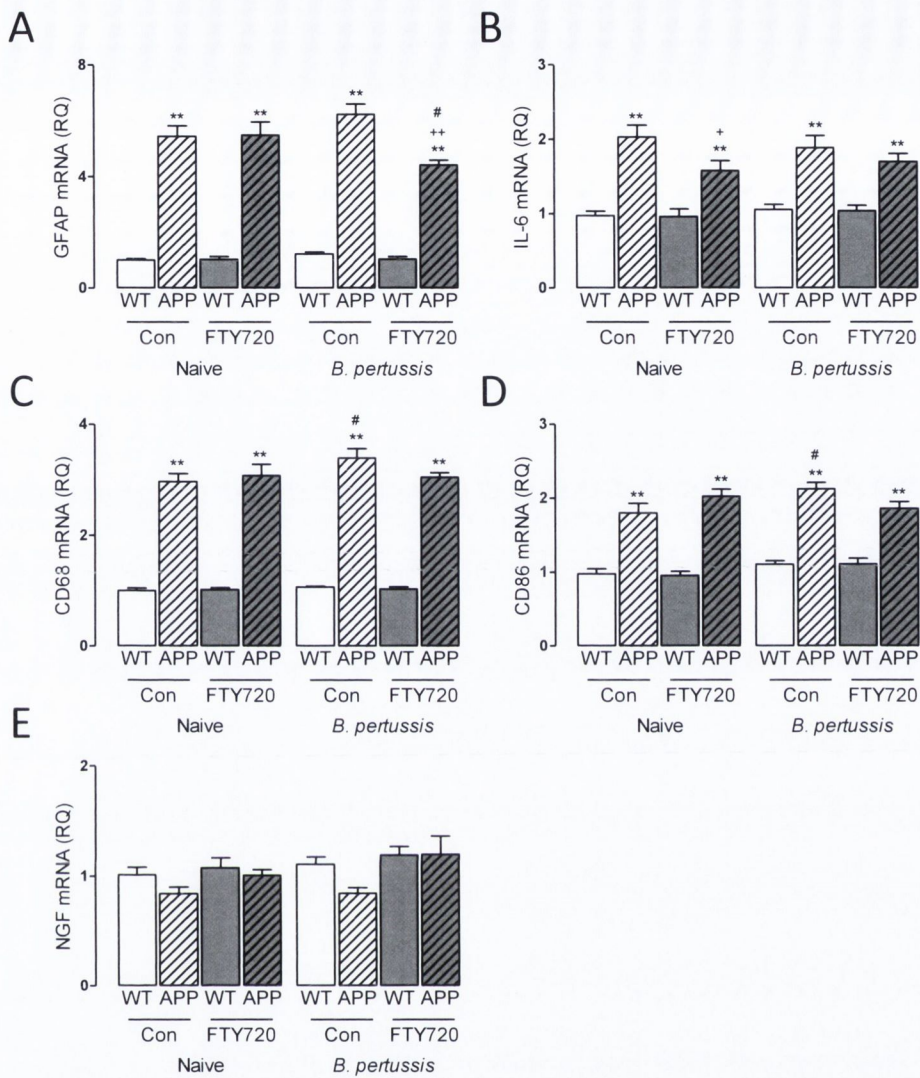 A
GFAP mRNA (RQ)
8
4
0
**
**
**
#
++
**
WT APP WT APP WT APP WT APP
Con FTY720 Con FTY720
Naive B. pertussis
B
IL-6 mRNA (RQ)
3
2
1
0
**
+
**
**
**
WT APP WT APP WT APP WT APP
Con FTY720 Con FTY720
Naive B. pertussis
C
CD68 mRNA (RQ)
4
2
0
**
**
#
**
**
WT APP WT APP WT APP WT APP
Con FTY720 Con FTY720
Naive B. pertussis
D
CD86 mRNA (RQ)
3
2
1
0
**
**
#
**
**
WT APP WT APP WT APP WT APP
Con FTY720 Con FTY720
Naive B. pertussis
E
NGF mRNA (RQ)
2
1
0
WT APP WT APP WT APP WT APP
Con FTY720 Con FTY720
Naive B. pertussis